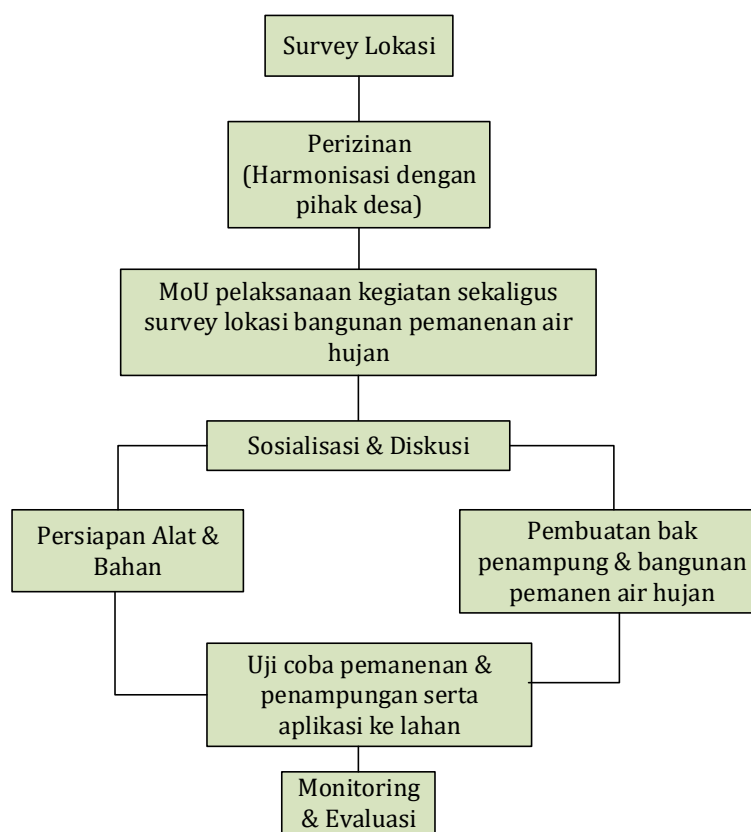 Survey Lokasi
Perizinan
(Harmonisasi dengan
pihak desa)
MoU pelaksanaan kegiatan sekaligus
survey lokasi bangunan pemanenan air
hujan
Sosialisasi & Diskusi
Persiapan Alat &
Bahan
Pembuatan bak
penampung & bangunan
pemanen air hujan
Uji coba pemanenan &
penampungan serta
aplikasi ke lahan
Monitoring
& Evaluasi